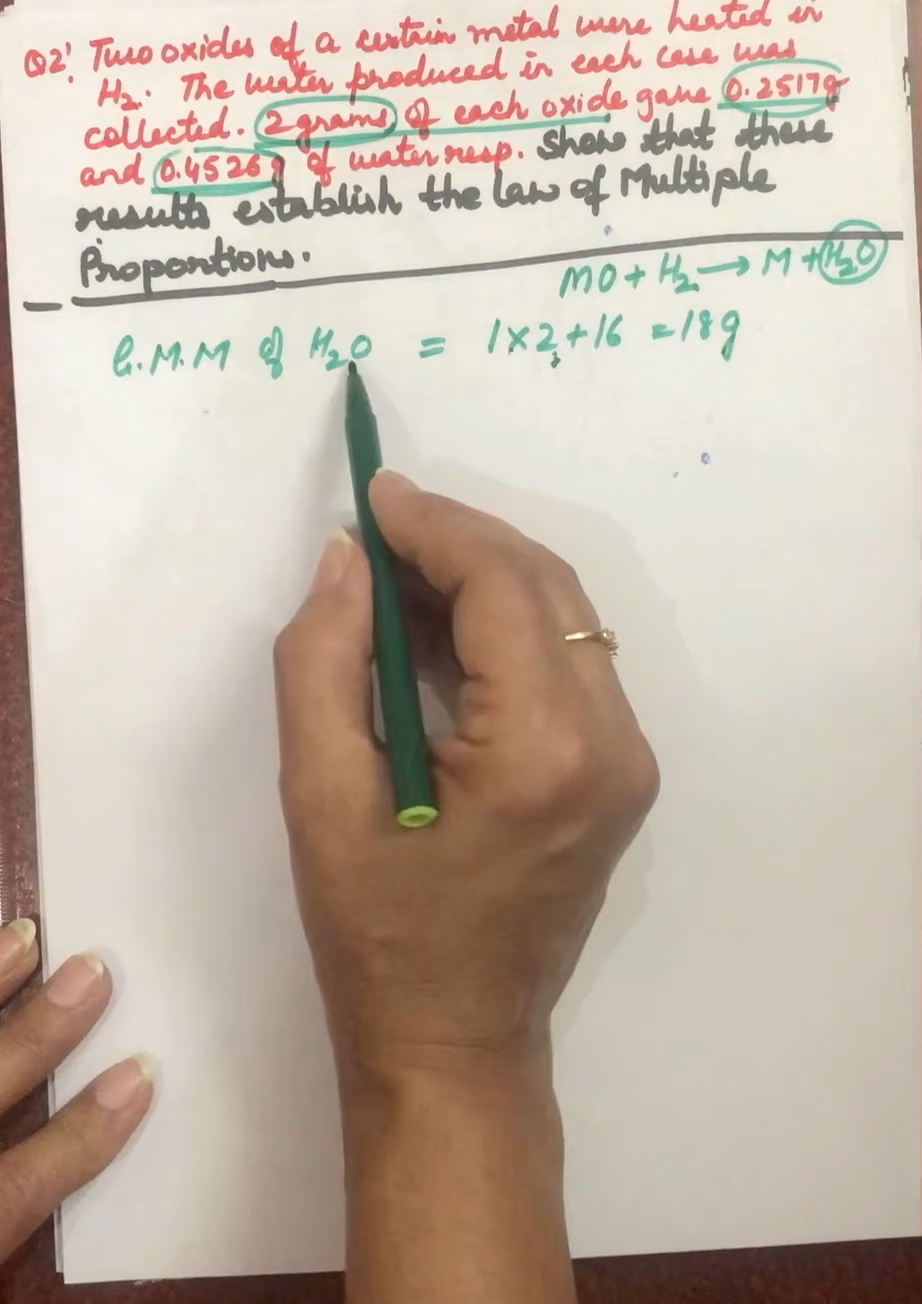 Q2! Two oxides of a certain metal were heated in
H₂. The water produced in each case was
collected. 2 grams of each oxide gave 0.2517g
and 0.4526g of water resp. Show that these
results establish the law of Multiple
Proportions.
MO + H₂ → M + H₂O
G.M.M of H₂O = 1×2+16 = 18g